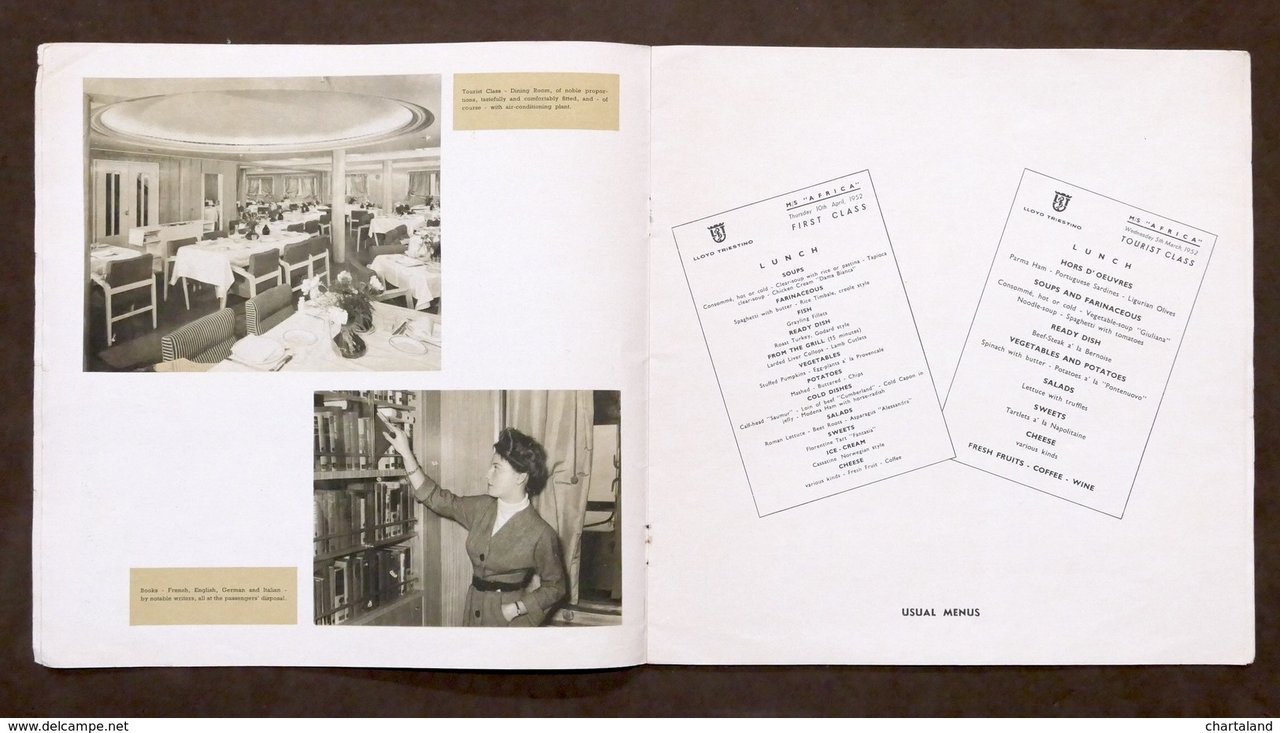 Tourist Class - Dining Room, of noble propor-
tions, tastefully and comfortably fitted, and - of
course - with air-conditioning plant.
Books - French, English, German and Italian -
by notable writers, all at the passengers' disposal.
LLOYD TRIESTINO
M/S "AFRICA"
Thursday 10th April, 1952
FIRST CLASS
LUNCH
SOUPS
Consommé, hot or cold - Clear-soup with rice or pastina - Tapioca
clear-soup - Chicken Cream "Dama Bianca"
FARINACEOUS
Spaghetti with butter - Rice Timbale, creole style
FISH
Grayling Fillets
READY DISH
Roast Turkey, Godard style
FROM THE GRILL (15 minutes)
Larded Liver Collops - Lamb Cutlets
VEGETABLES
Stuffed Pumpkins - Egg-plants a' la Provencale
POTATOES
Mashed - Buttered - Chips
COLD DISHES
Calf-head "Saumur" - Loin of beef "Cumberland" - Cold Capon in
jelly - Modena Ham with horse-radish
SALADS
Roman Lettuce - Beet Roots - Asparagus "Alessandra"
SWEETS
Florentine Tart "Fantasia"
ICE-CREAM
Cassatine Norwegian style
CHEESE
various kinds - Fresh Fruit - Coffee
LLOYD TRIESTINO
M/S "AFRICA"
Wednesday 5th March, 1952
TOURIST CLASS
LUNCH
HORS D'OEUVRES
Parma Ham - Portuguese Sardines - Ligurian Olives
SOUPS AND FARINACEOUS
Consommé, hot or cold - Vegetable-soup "Giuliana"
Noodle-soup - Spaghetti with tomatoes
READY DISH
Beef-Steak a' la Bernoise
VEGETABLES AND POTATOES
Spinach with butter - Potatoes a' la "Pontenuovo"
SALADS
Lettuce with truffles
SWEETS
Tartlets a' la Napolitaine
CHEESE
various kinds
FRESH FRUITS - COFFEE - WINE
USUAL MENUS
www.delcampe.net
chartaland